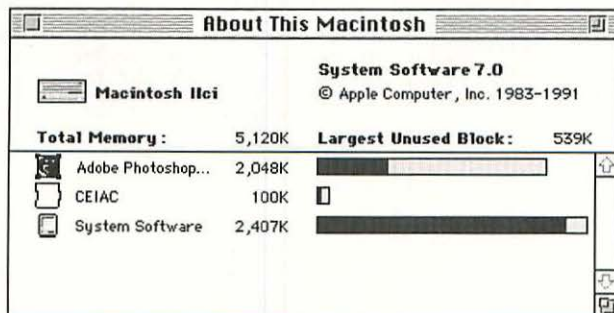 About This Macintosh
System Software 7.0
Macintosh IIci
© Apple Computer, Inc. 1983-1991
Total Memory: 5,120K Largest Unused Block: 539K
Adobe Photoshop... 2,048K
CEIAC 100K
System Software 2,407K